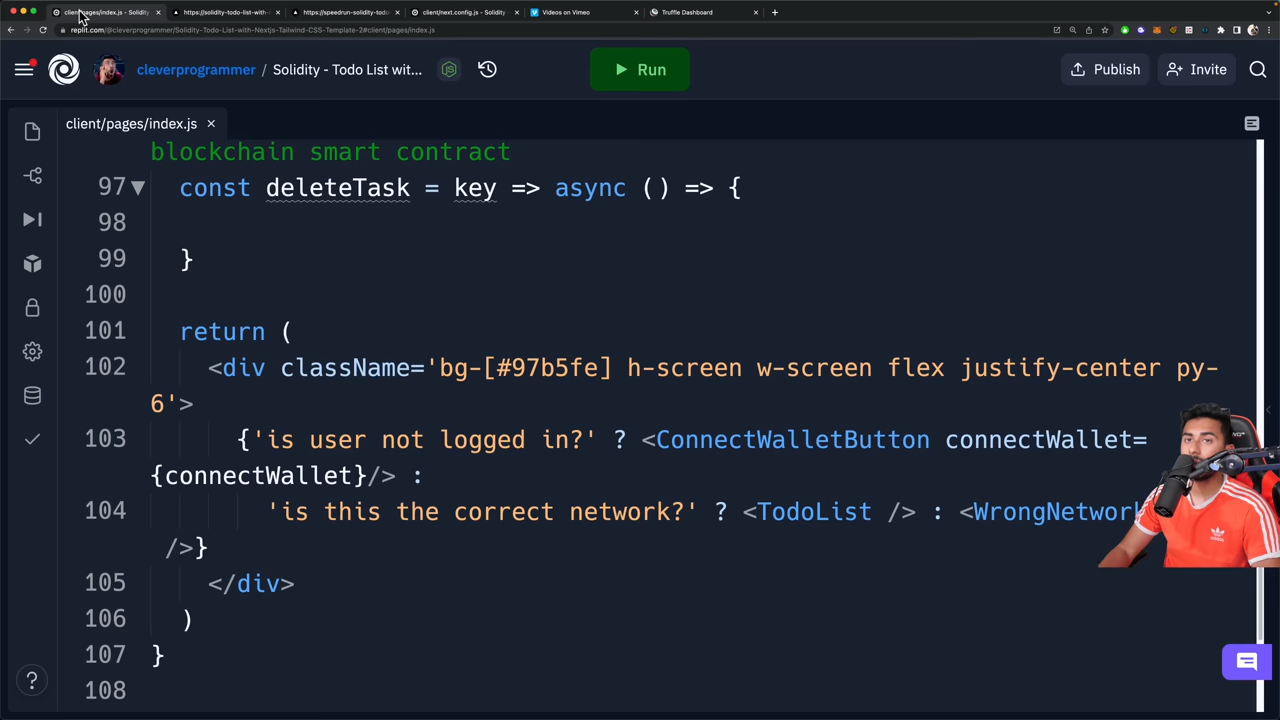 client/pages/index.js - Solidity
https://solidity-todo-list-with-
https://speedrun-solidity-todo
client/next.config.js - Solidity
Videos on Vimeo
Truffle Dashboard
replit.com/@cleverprogrammer/Solidity-Todo-List-with-Nextjs-Tailwind-CSS-Template-2#client/pages/index.js
cleverprogrammer / Solidity - Todo List wit...
Run
Publish
Invite
client/pages/index.js
blockchain smart contract
97 const deleteTask = key => async () => {
98
99 }
100
101 return (
102 <div className='bg-[#97b5fe] h-screen w-screen flex justify-center py-
6'>
103 {'is user not logged in?' ? <ConnectWalletButton connectWallet=
{connectWallet}/> :
104 'is this the correct network?' ? <TodoList /> : <WrongNetwork
/>}
105 </div>
106 )
107 }
108